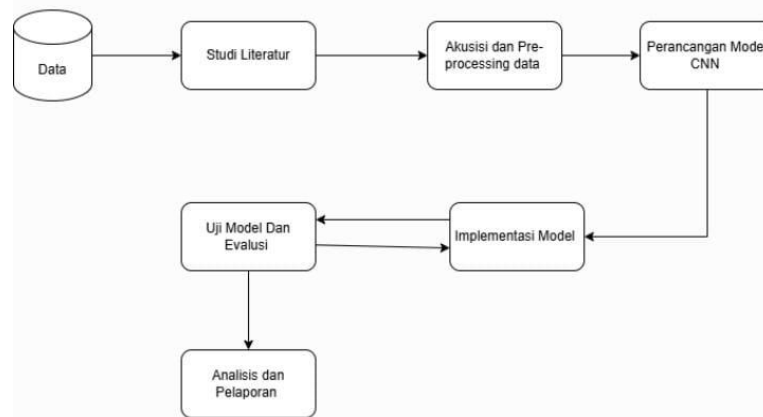 Data
Studi Literatur
Akusisi dan Pre-
processing data
Perancangan Model
CNN
Implementasi Model
Uji Model Dan
Evalusi
Analisis dan
Pelaporan